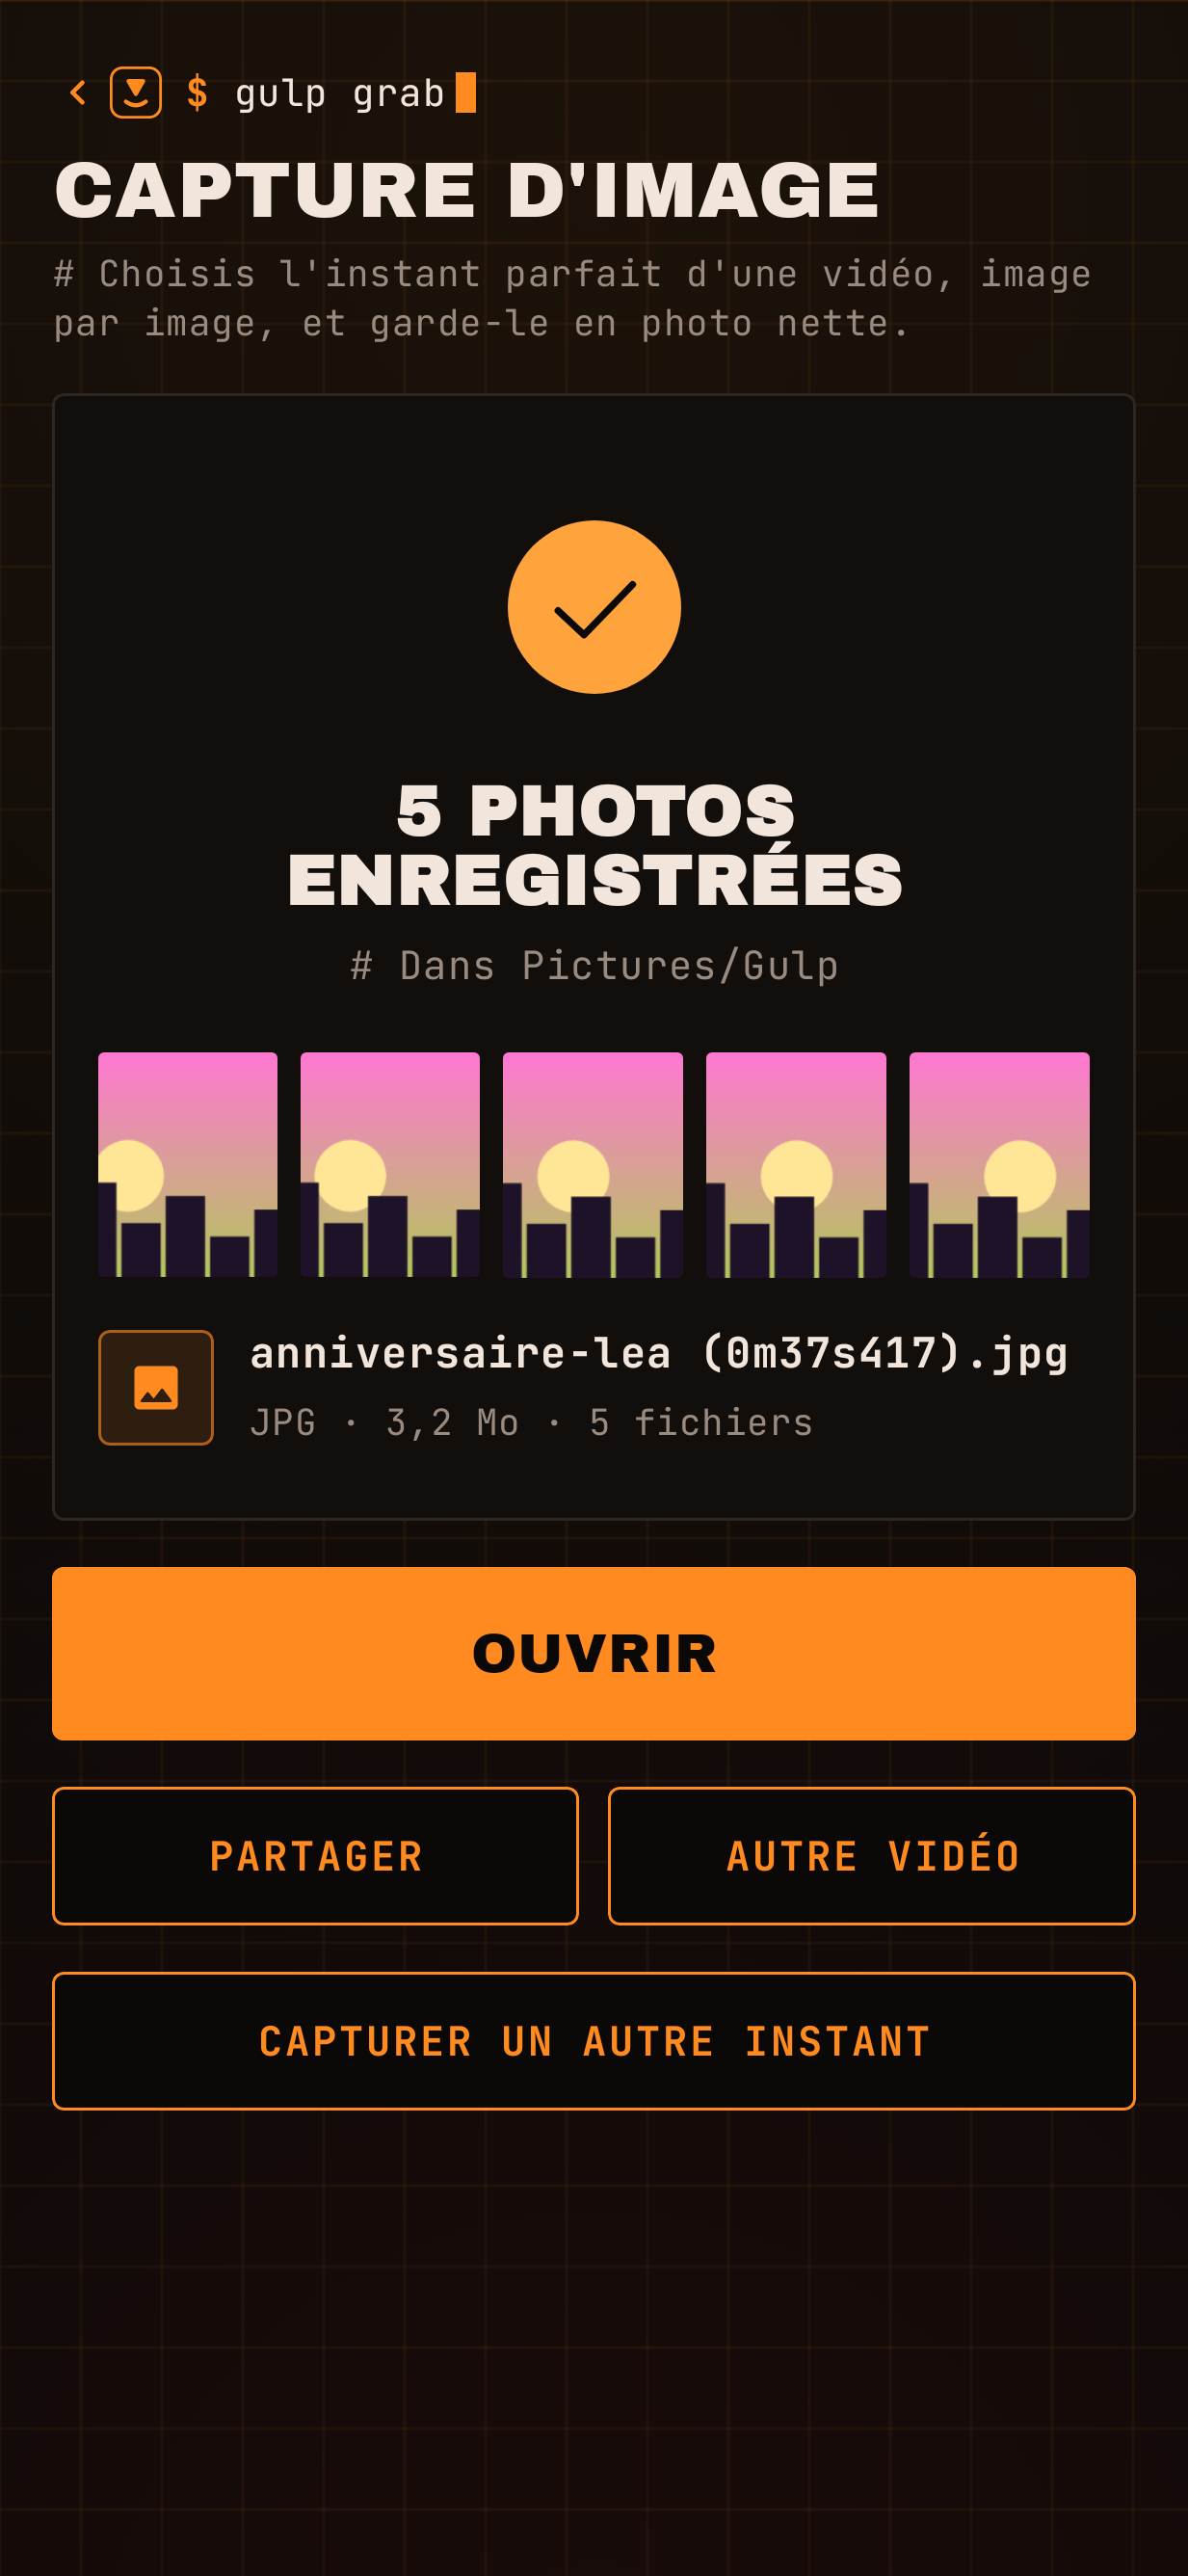 $ gulp grab
CAPTURE D'IMAGE
# Choisis l'instant parfait d'une vidéo, image
par image, et garde-le en photo nette.
5 PHOTOS
ENREGISTRÉES
# Dans Pictures/Gulp
anniversaire-lea (0m37s417).jpg
JPG · 3,2 Mo · 5 fichiers
OUVRIR
PARTAGER
AUTRE VIDÉO
CAPTURER UN AUTRE INSTANT